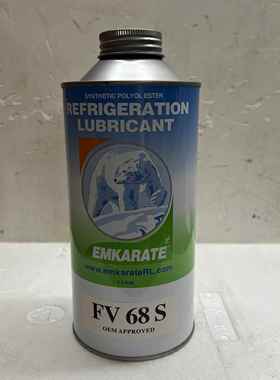 SYNTHETIC POLYOL ESTER
REFRIGERATION
LUBRICANT
EMKARATE
www.emkarateRL.com
FV 68 S
OEM APPROVED